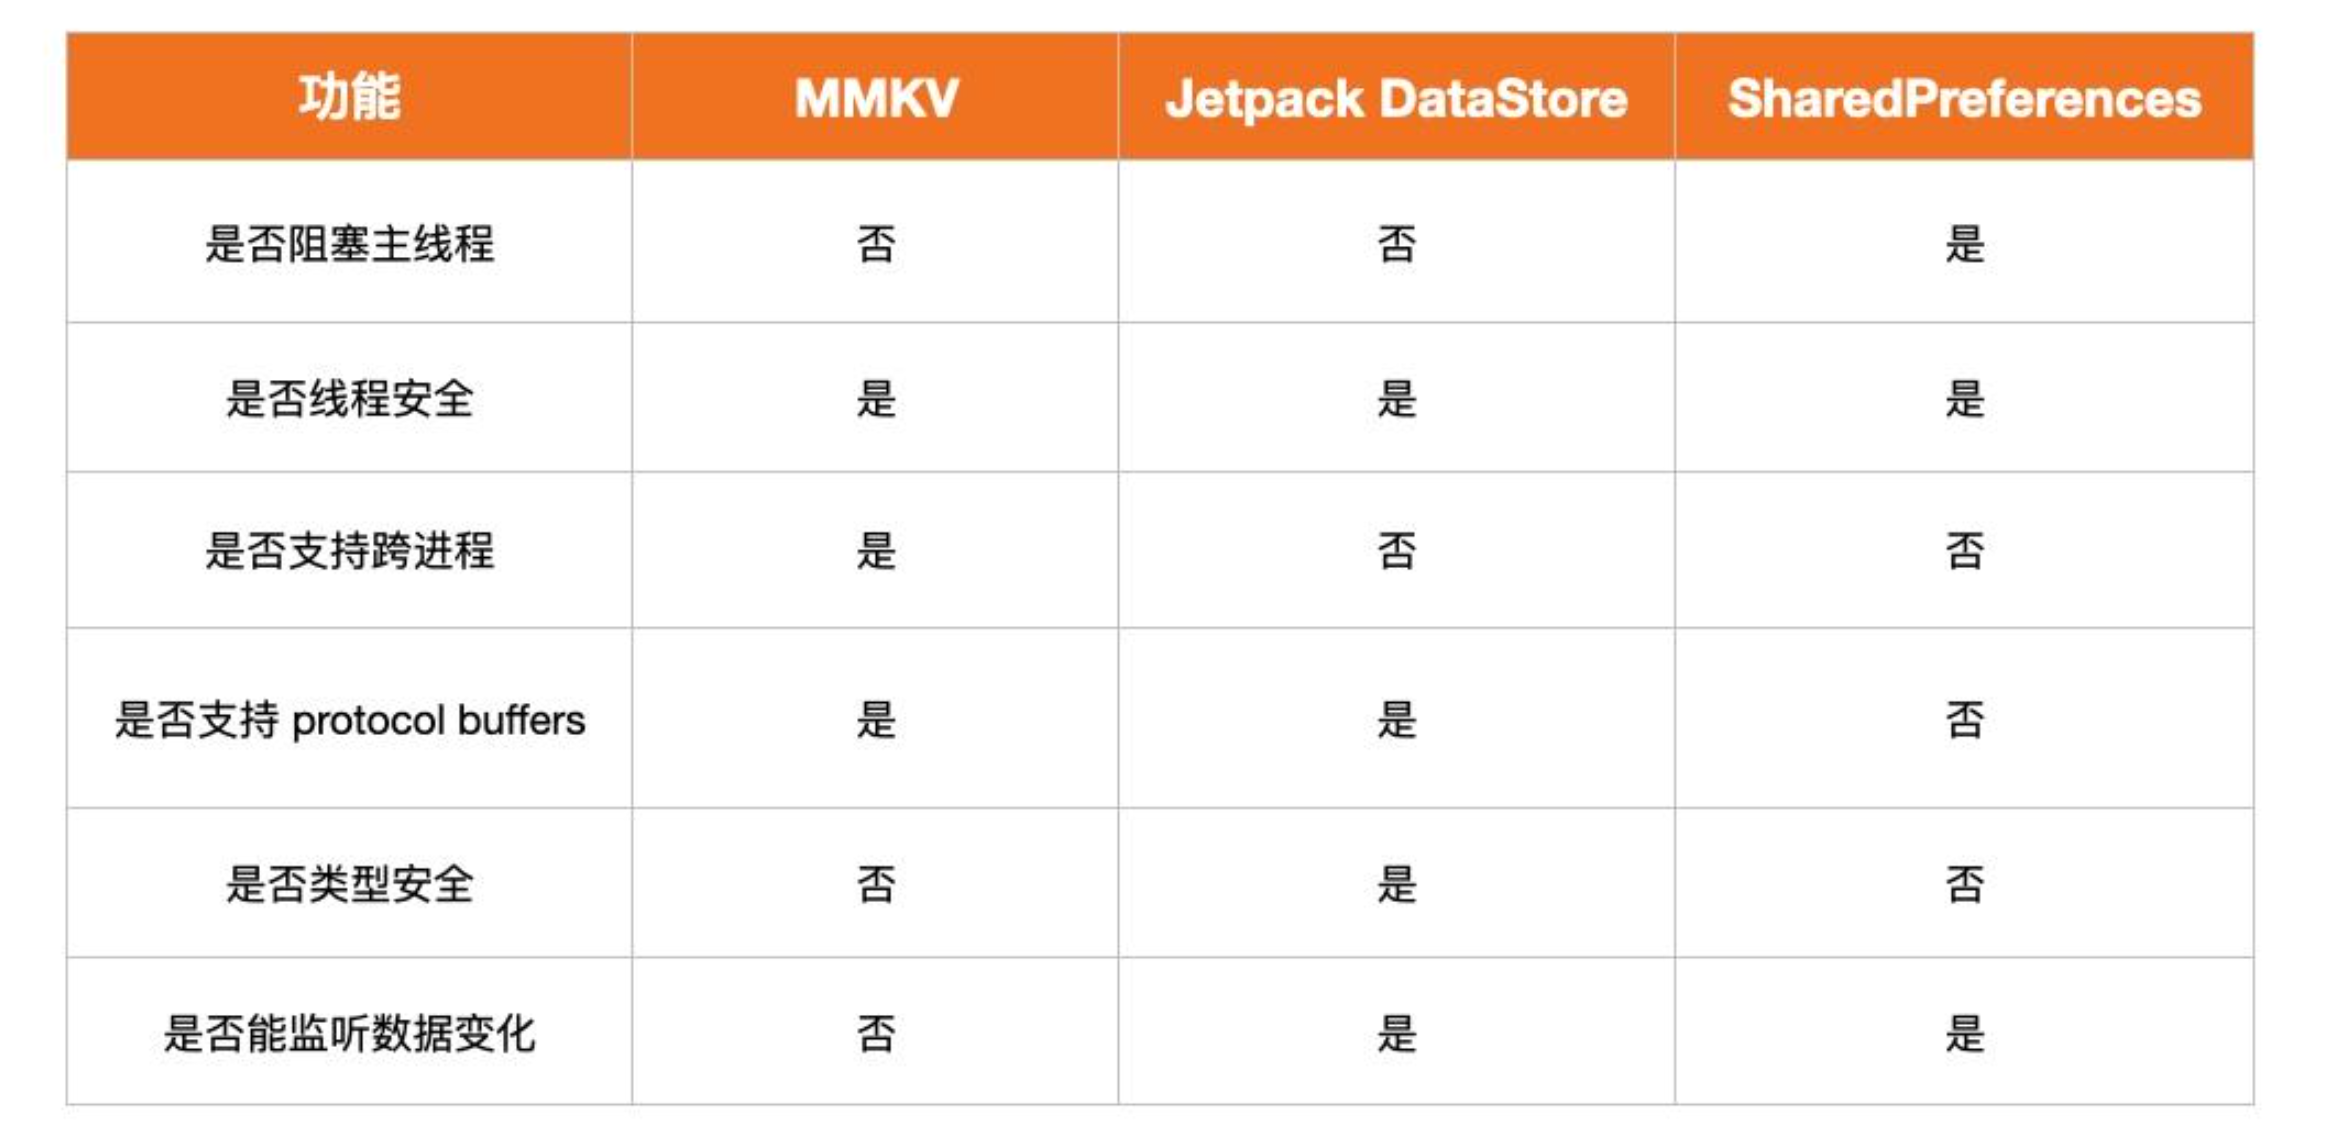 功能 MMKV Jetpack DataStore SharedPreferences
是否阻塞主线程 否 否 是
是否线程安全 是 是 是
是否支持跨进程 是 否 否
是否支持 protocol buffers 是 是 否
是否类型安全 否 是 否
是否能监听数据变化 否 是 是